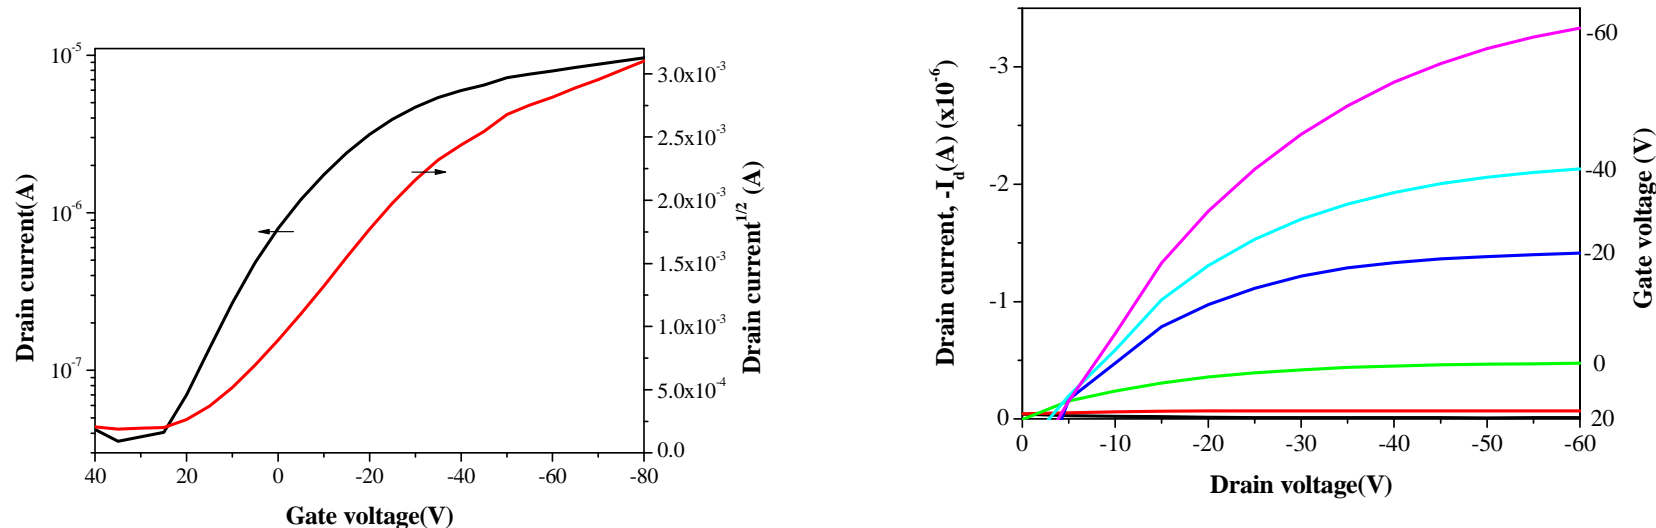 Drain current(A)
10^-5
10^-6
10^-7
40 20 0 -20 -40 -60 -80
Gate voltage(V)
3.0x10^-3
2.5x10^-3
2.0x10^-3
1.5x10^-3
1.0x10^-3
5.0x10^-4
0.0
Drain current^1/2 (A)
Drain current, -I_d(A) (x10^-6)
-3
-2
-1
0
0 -10 -20 -30 -40 -50 -60
Drain voltage(V)
-60
-40
-20
0
20
Gate voltage (V)